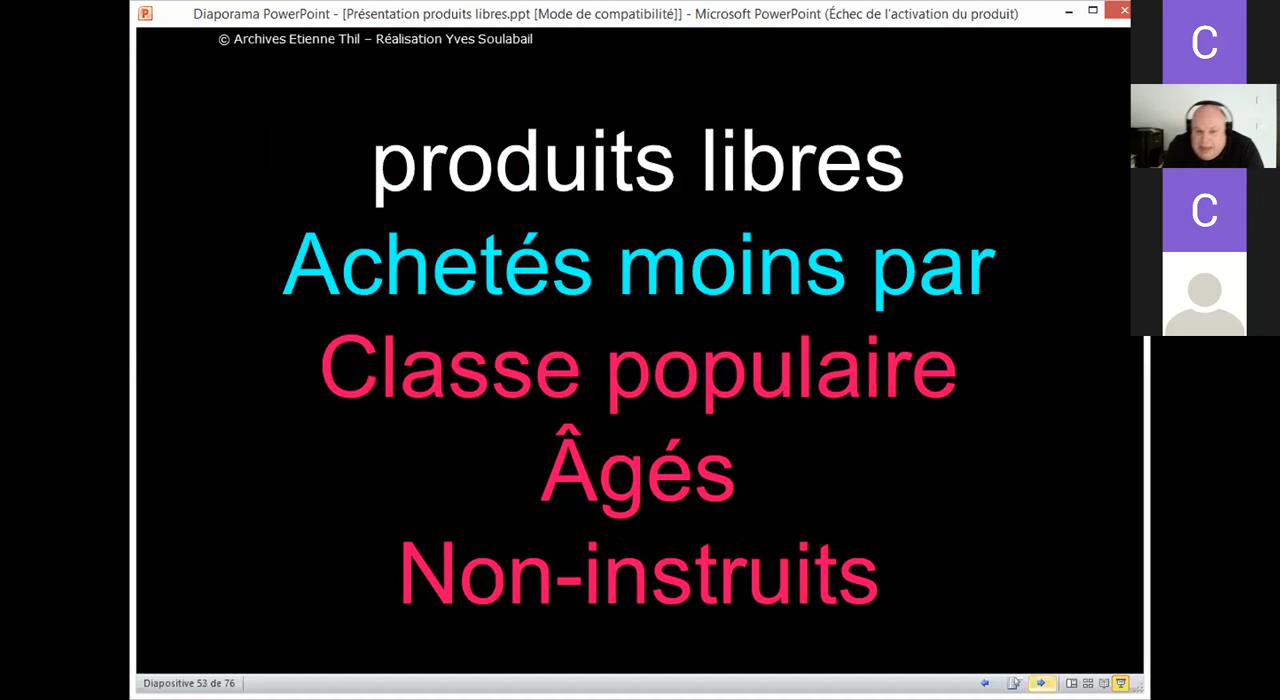 Diaporama PowerPoint - [Présentation produits libres.ppt [Mode de compatibilité]] - Microsoft PowerPoint (Échec de l'activation du produit)
© Archives Etienne Thil – Réalisation Yves Soulabail
C
produits libres
Achetés moins par
C
Classe populaire
Âgés
Non-instruits
Diapositive 53 de 76